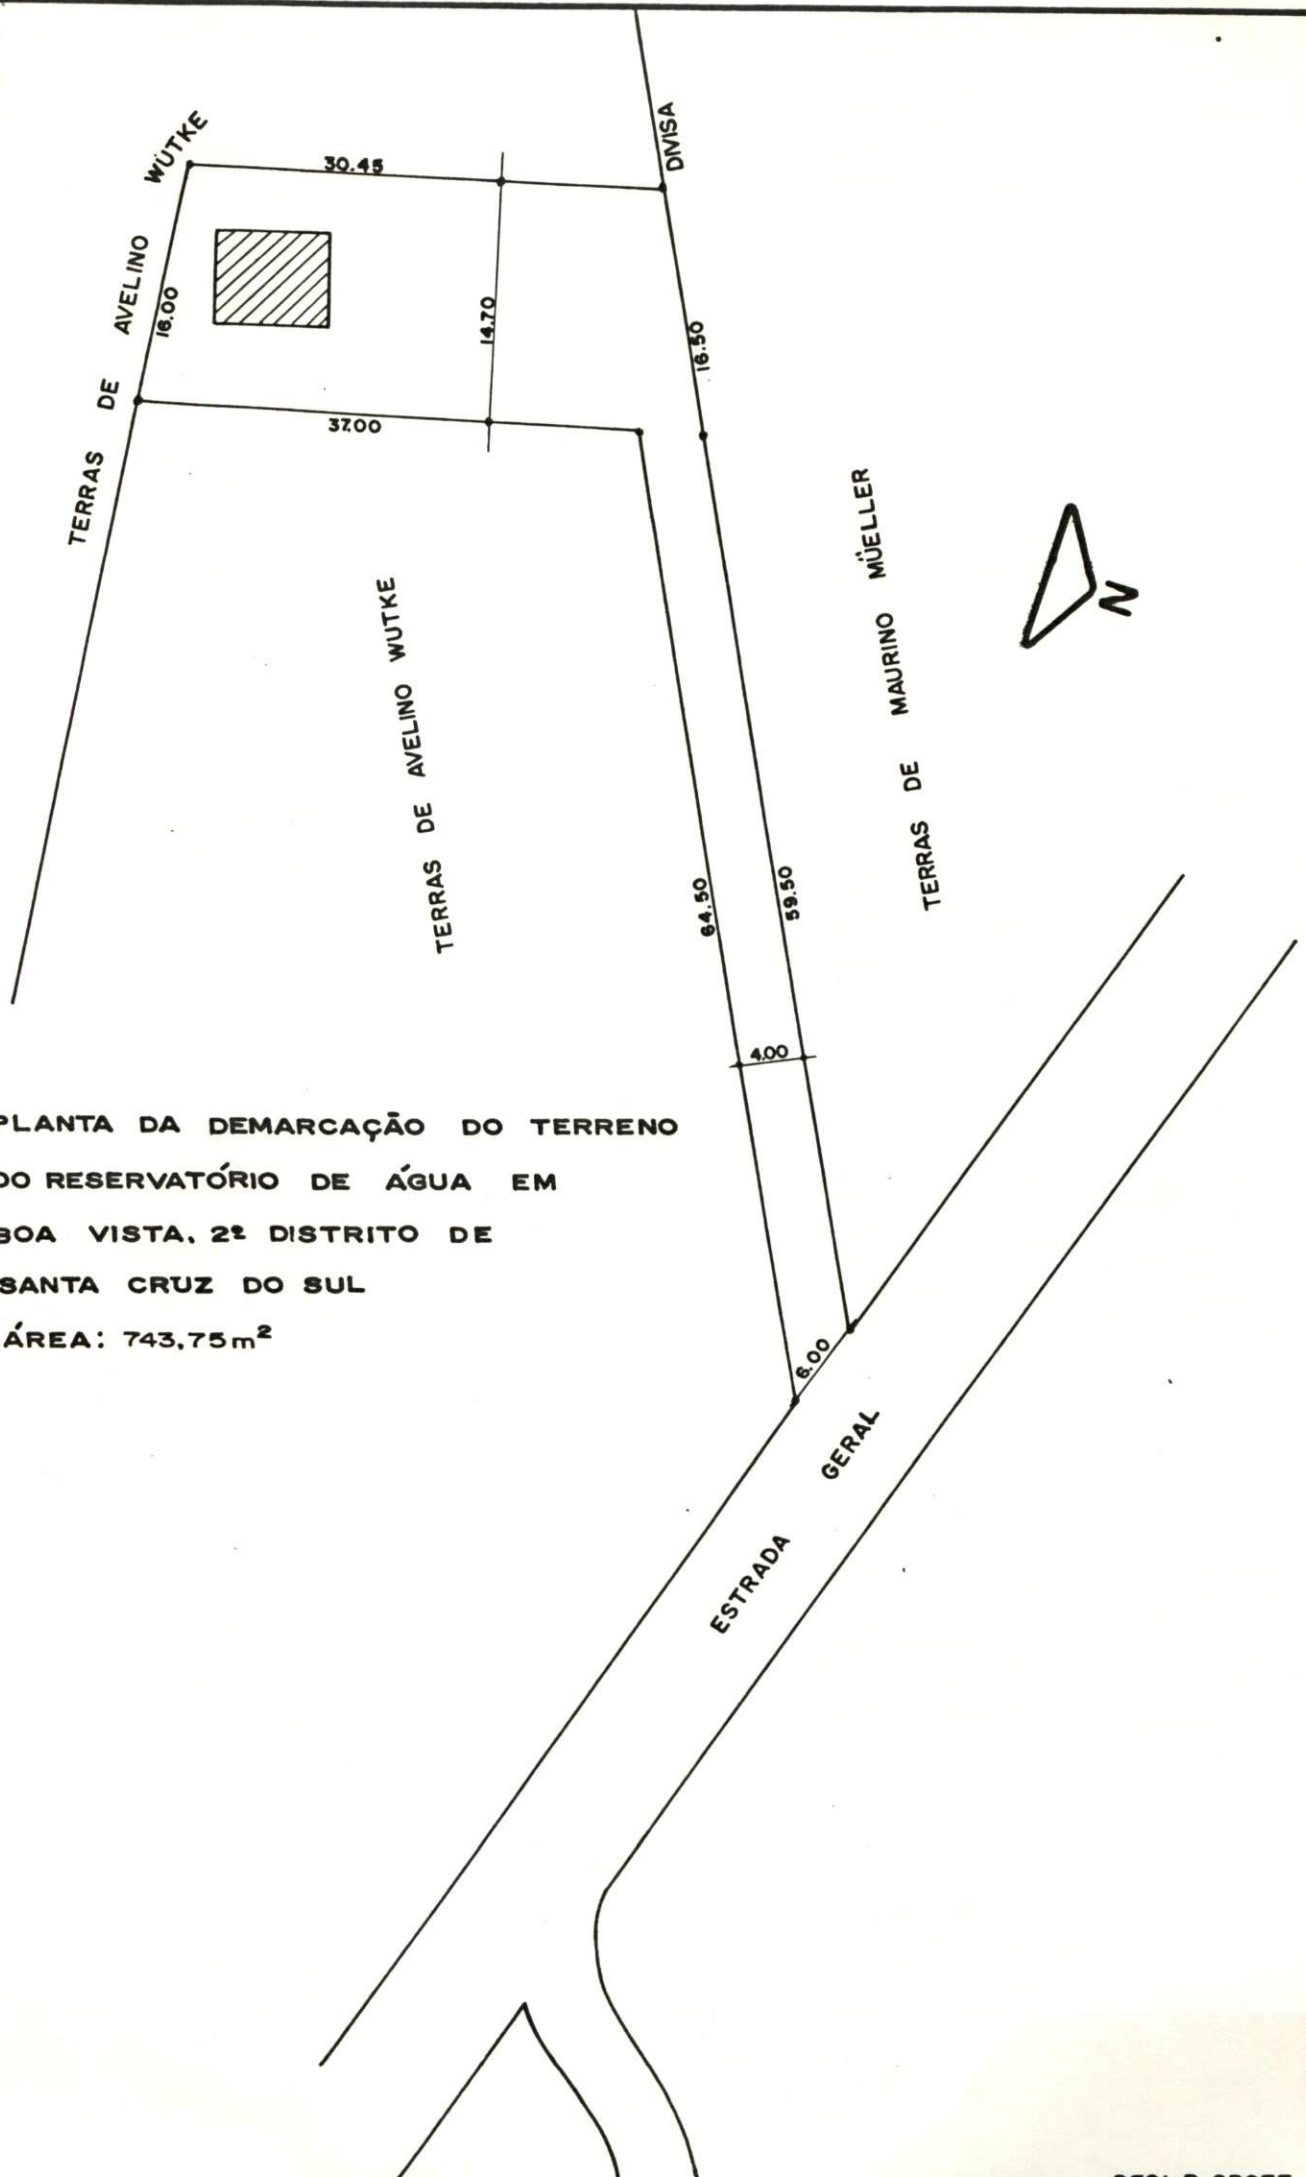 WÜTKE
30.45
DIVISA
AVELINO
16.00
14.70
16.50
DE
37.00
TERRAS
TERRAS DE AVELINO WUTKE
TERRAS DE MAURINO MÜELLER
N
64.50
59.50
4.00
PLANTA DA DEMARCAÇÃO DO TERRENO
DO RESERVATÓRIO DE ÁGUA EM
BOA VISTA, 2º DISTRITO DE
SANTA CRUZ DO SUL
ÁREA: 743,75m²
6.00
ESTRADA GERAL